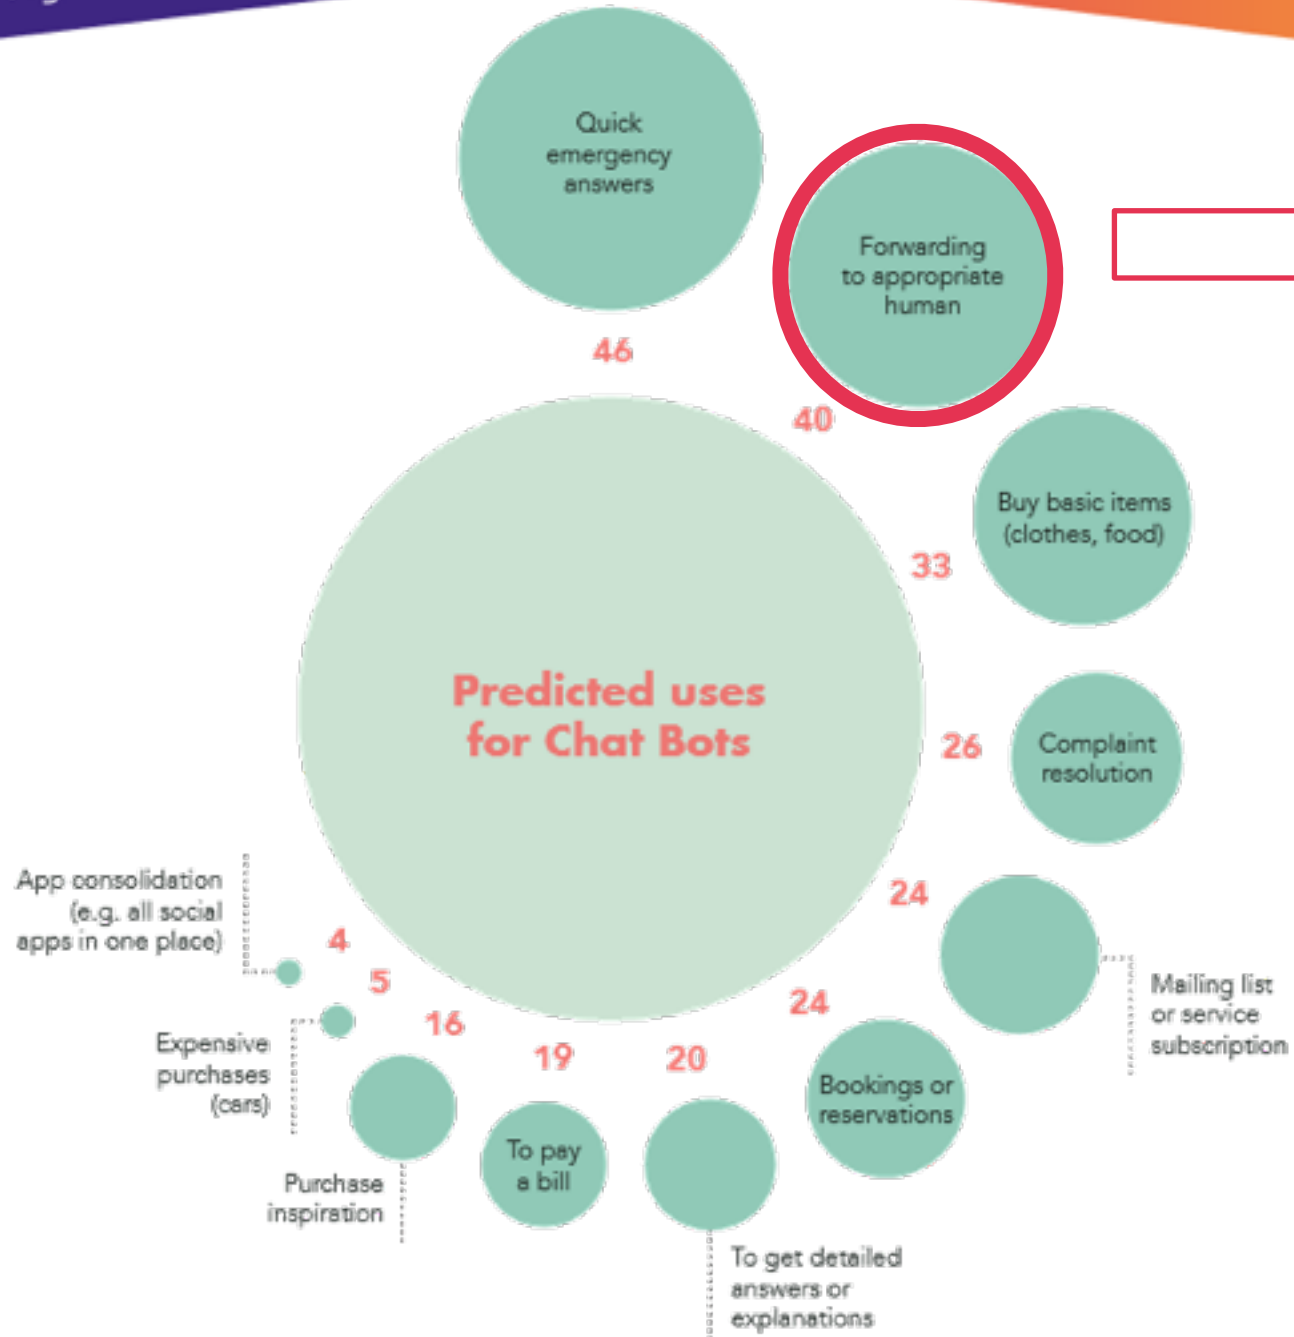 Quick
emergency
answers
46
Forwarding
to appropriate
human
40
Buy basic items
(clothes, food)
33
Predicted uses
for Chat Bots
26
Complaint
resolution
24
Mailing list
or service
subscription
24
Bookings or
reservations
20
To get detailed
answers or
explanations
19
To pay
a bill
16
Purchase
inspiration
5
Expensive
purchases
(cars)
4
App consolidation
(e.g. all social
apps in one place)